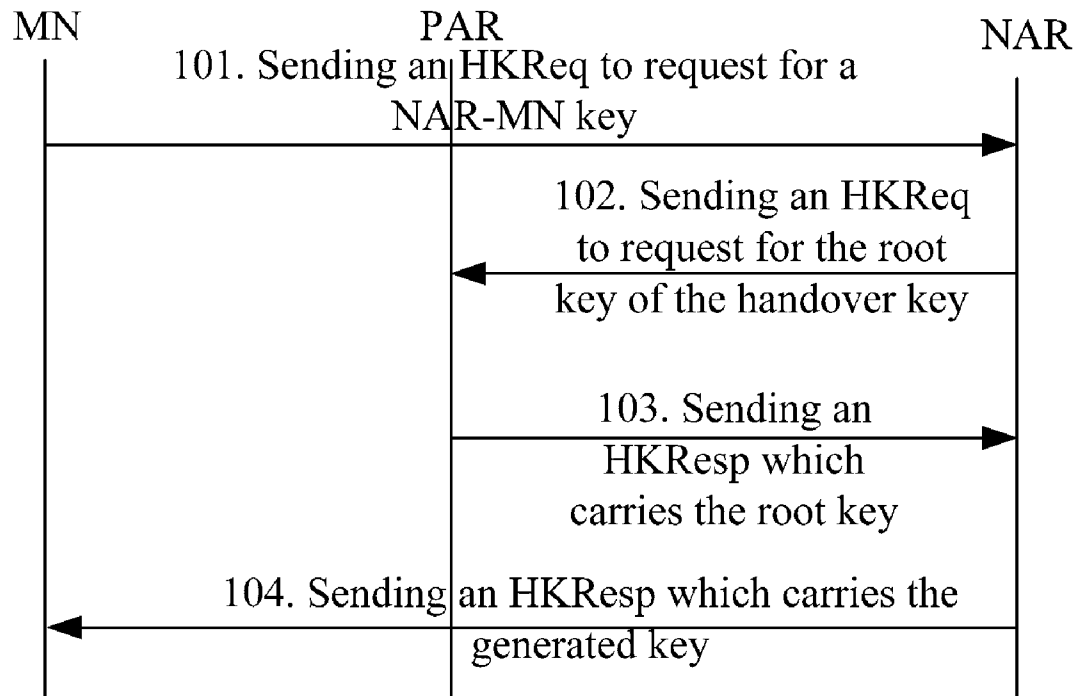 MN
PAR
NAR
101. Sending an HKReq to request for a
NAR-MN key
102. Sending an HKReq
to request for the root
key of the handover key
103. Sending an
HKResp which
carries the root key
104. Sending an HKResp which carries the
generated key